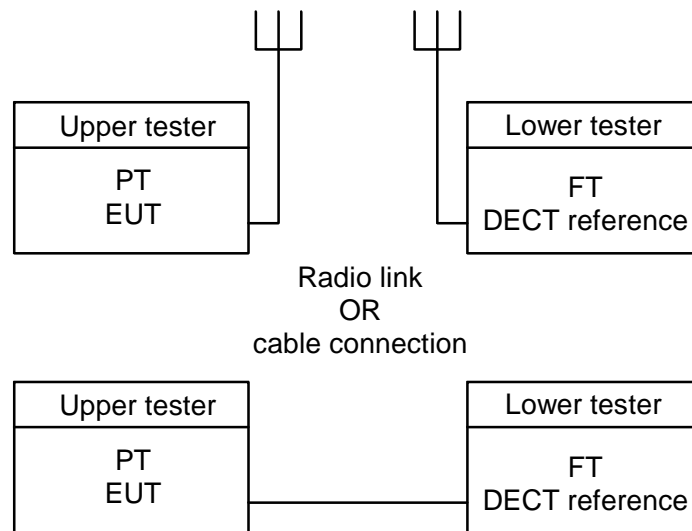 Upper tester
PT
EUT
Lower tester
FT
DECT reference
Radio link
OR
cable connection
Upper tester
PT
EUT
Lower tester
FT
DECT reference